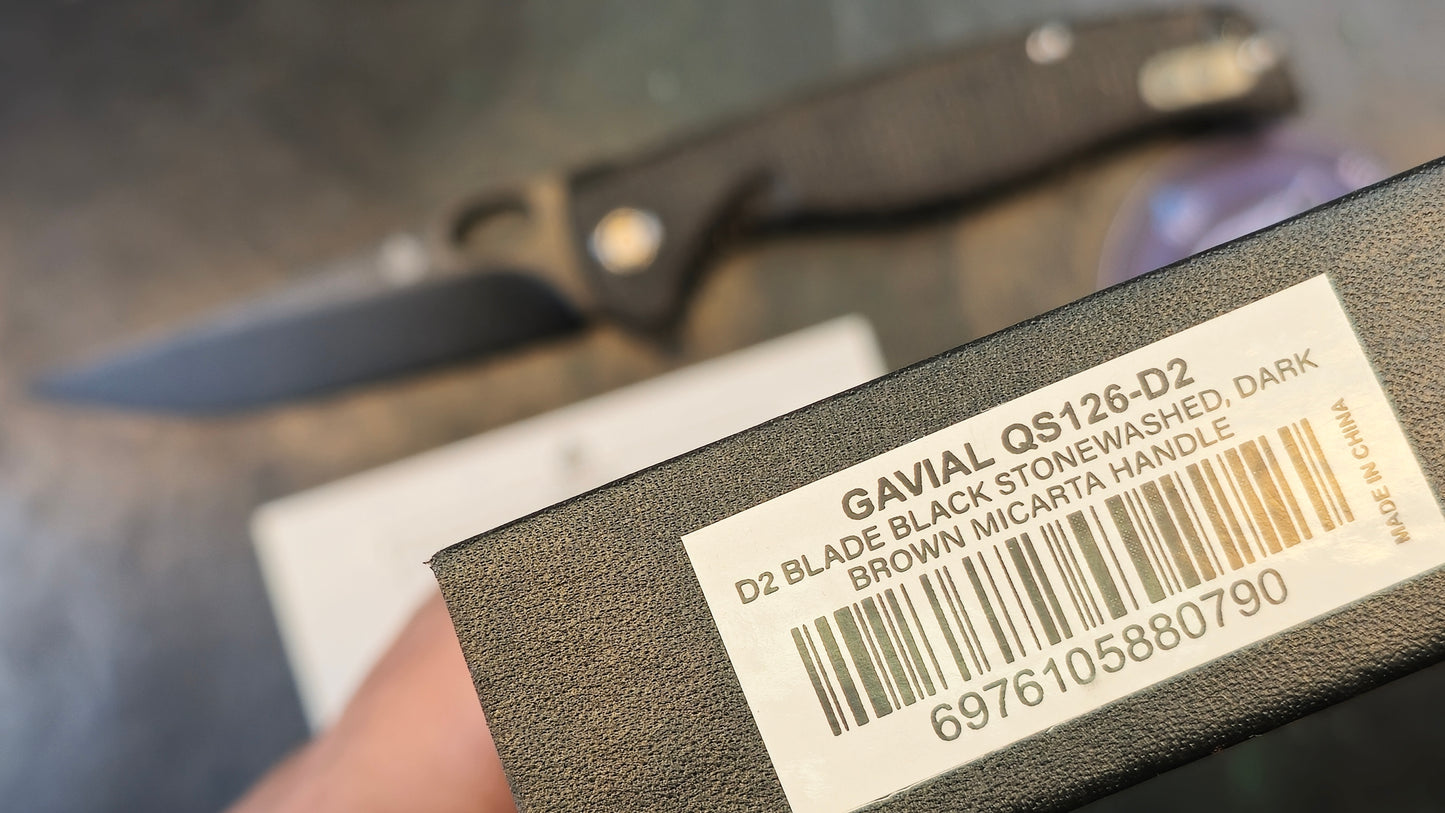 GAVIAL QS126-D2
D2 BLADE BLACK STONEWASHED, DARK
BROWN MICARTA HANDLE
6976105880790
MADE IN CHINA